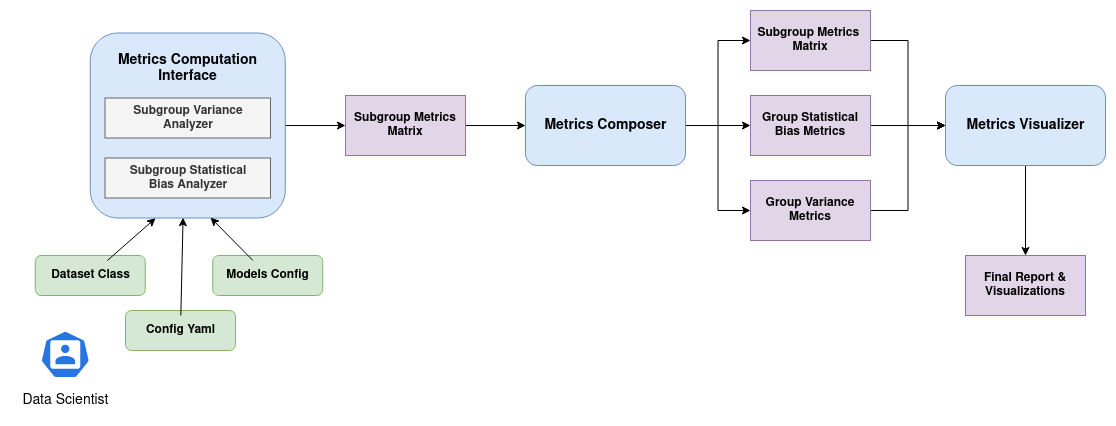 Metrics Computation
Interface
Subgroup Variance
Analyzer
Subgroup Statistical
Bias Analyzer
Dataset Class
Models Config
Config Yaml
Data Scientist
Subgroup Metrics
Matrix
Metrics Composer
Subgroup Metrics
Matrix
Group Statistical
Bias Metrics
Group Variance
Metrics
Metrics Visualizer
Final Report &
Visualizations